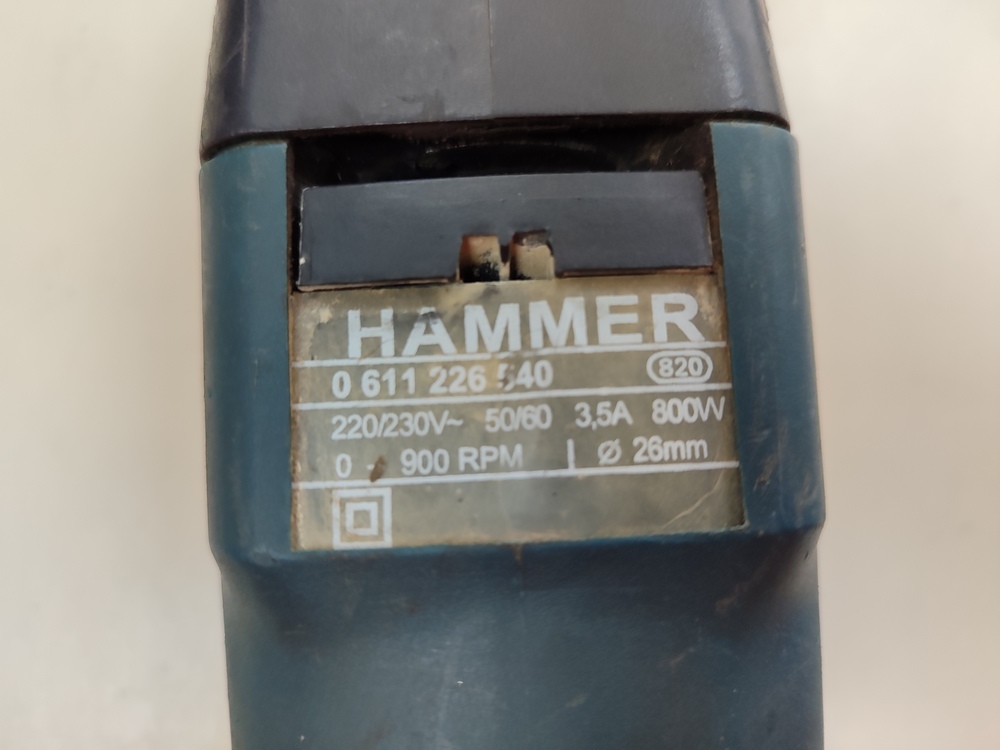 HAMMER
0 611 226 540
820
220/230V~ 50/60 3,5A 800W
0 - 900 RPM | Ø 26mm